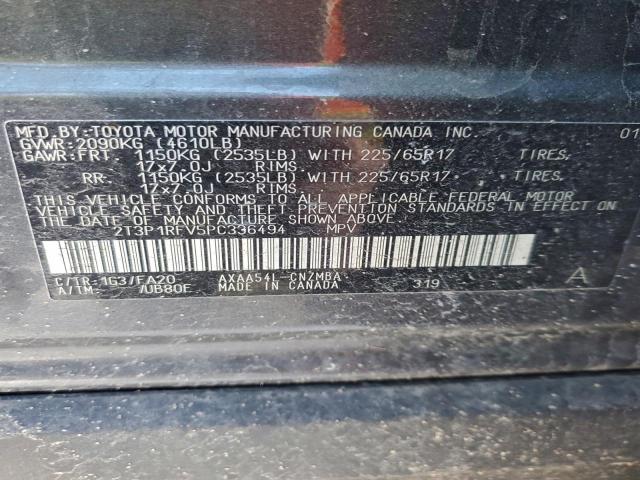 MFD.BY:TOYOTA MOTOR MANUFACTURING CANADA INC. 01
GVWR:2090KG (4610LB)
GAWR:FRT 1150KG (2535LB) WITH 225/65R17 TIRES,
17x7.0J RIMS,
RR 1150KG (2535LB) WITH 225/65R17 TIRES,
17x7.0J RIMS,
THIS VEHICLE CONFORMS TO ALL APPLICABLE FEDERAL MOTOR
VEHICLE SAFETY AND THEFT PREVENTION STANDARDS IN EFFECT ON
THE DATE OF MANUFACTURE SHOWN ABOVE.
2T3P1RFV5PC336494 MPV
C/TR:1G3/FA20 AXAA54L-CNZMBA 319 A
A/TM: /UB80F MADE IN CANADA